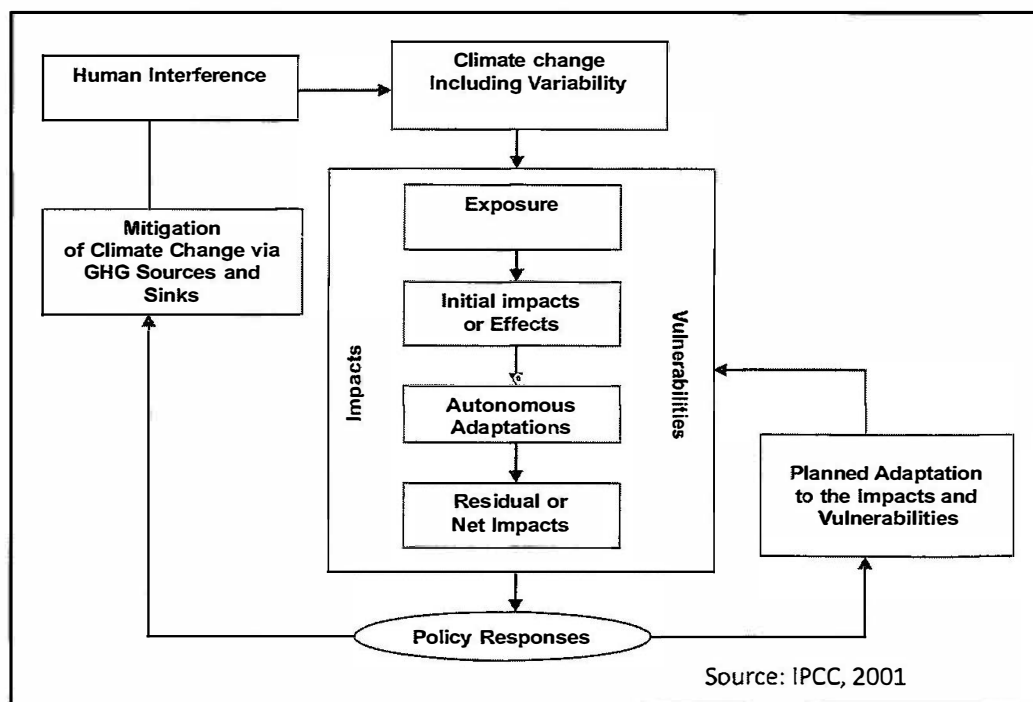 Human Interference
Climate change
Including Variability
Mitigation
of Climate Change via
GHG Sources and
Sinks
Impacts
Exposure
Initial impacts
or Effects
Autonomous
Adaptations
Residual or
Net Impacts
Vulnerabilities
Planned Adaptation
to the Impacts and
Vulnerabilities
Policy Responses
Source: IPCC, 2001